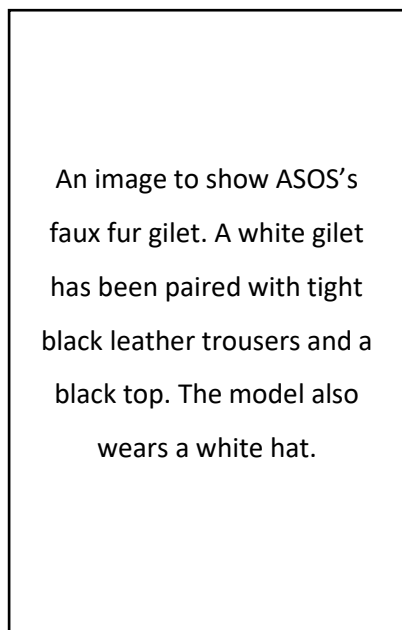 An image to show ASOS’s
faux fur gilet. A white gilet
has been paired with tight
black leather trousers and a
black top. The model also
wears a white hat.